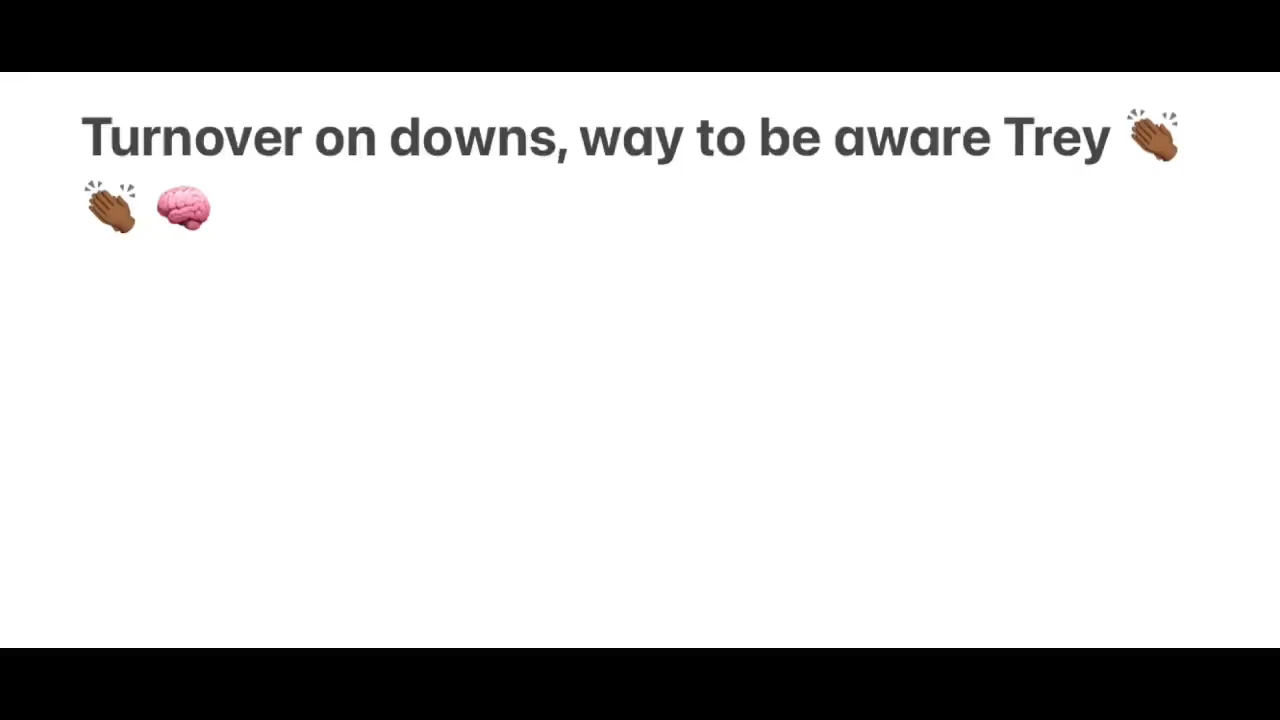 Turnover on downs, way to be aware Trey 👏🏾
👏🏾 🧠